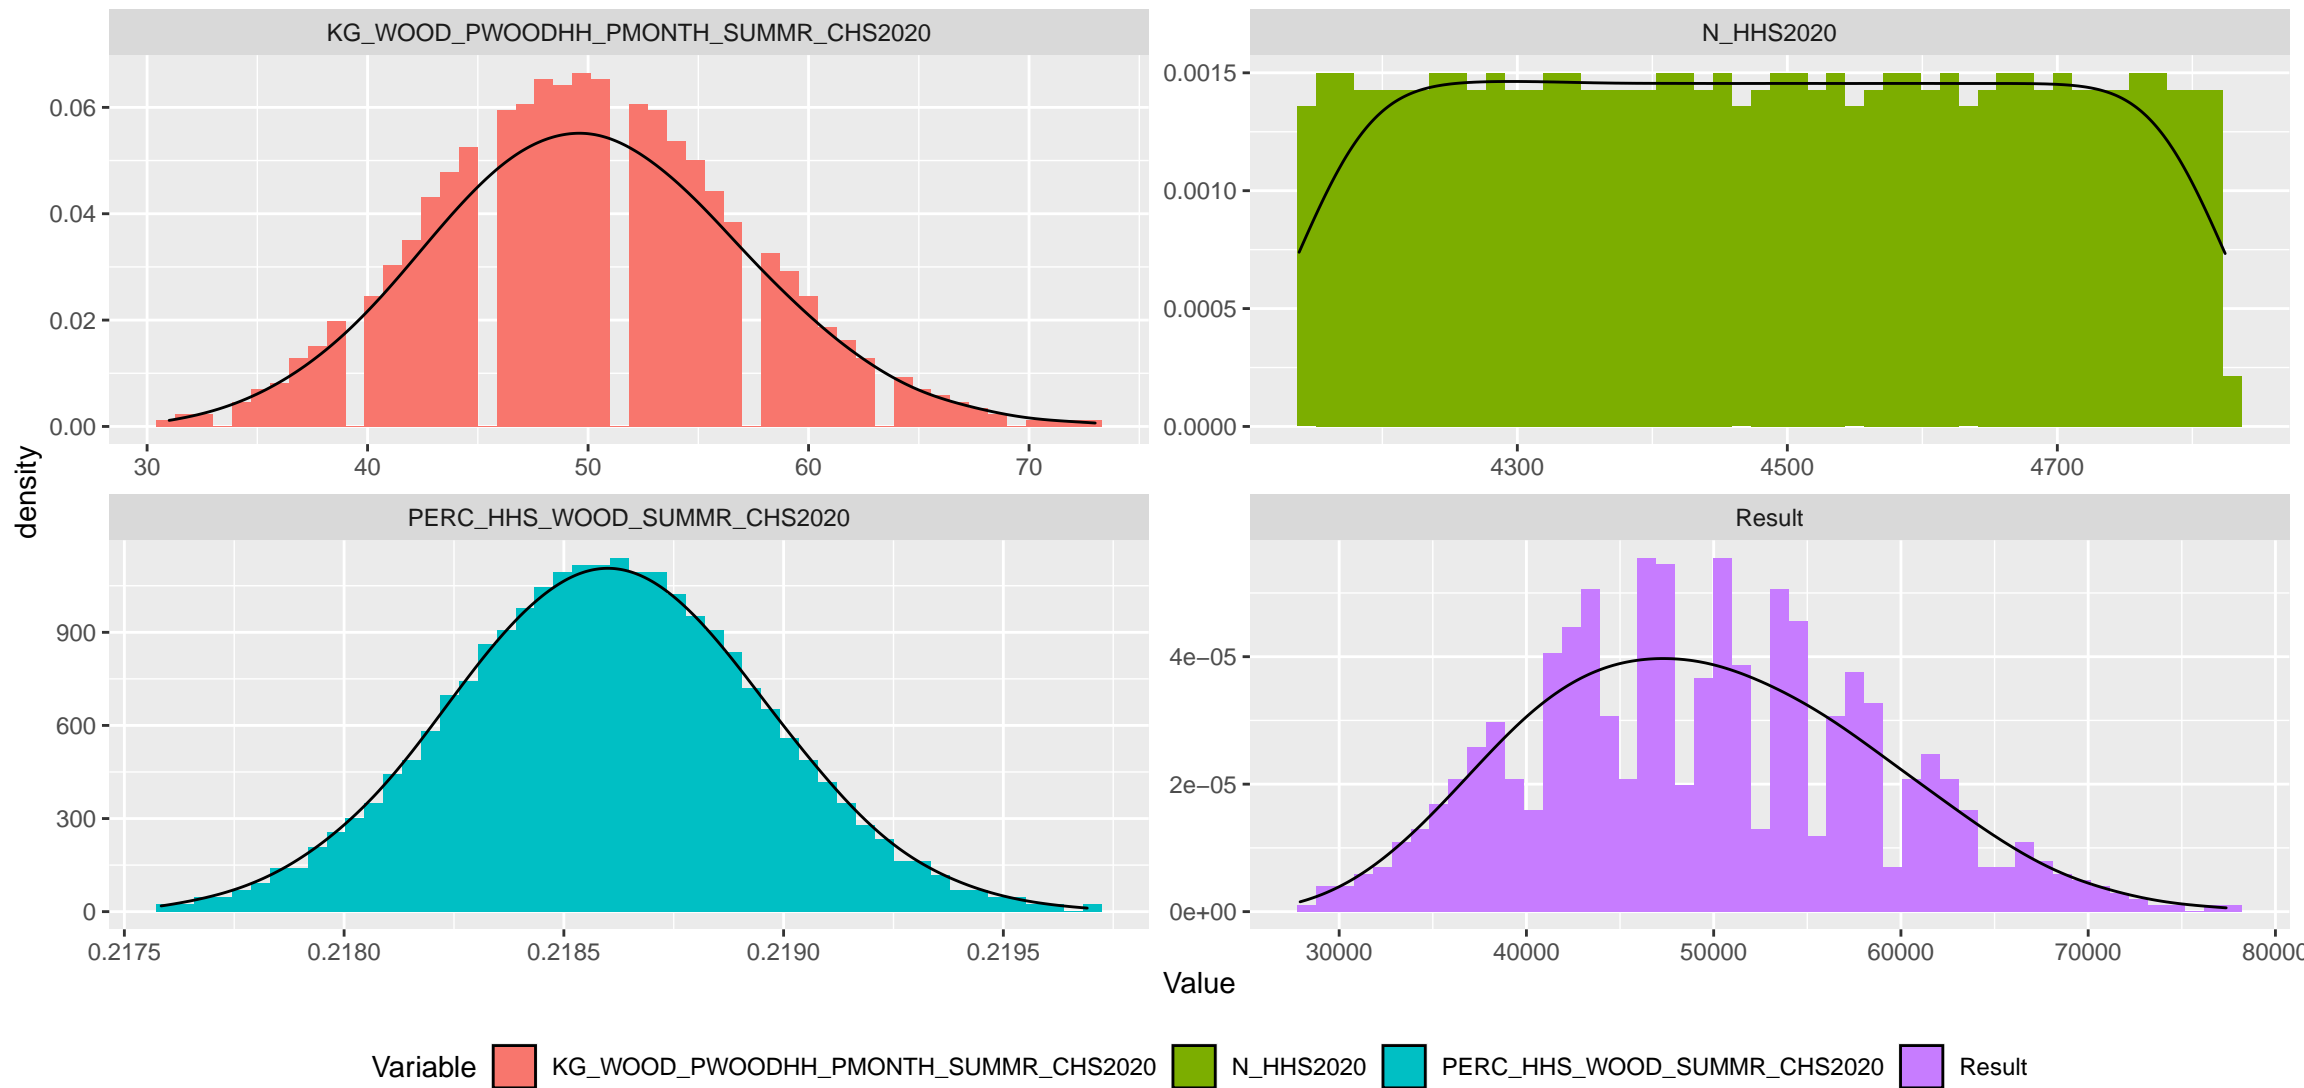 KG_WOOD_PWOODHH_PMONTH_SUMMR_CHS2020
N_HHS2020
0.06
0.04
0.02
0.00
30 40 50 60 70
0.0015
0.0010
0.0005
0.0000
4300 4500 4700
density
PERC_HHS_WOOD_SUMMR_CHS2020
Result
900
600
300
0
0.2175 0.2180 0.2185 0.2190 0.2195
4e−05
2e−05
0e+00
30000 40000 50000 60000 70000 80000
Value
Variable KG_WOOD_PWOODHH_PMONTH_SUMMR_CHS2020 N_HHS2020 PERC_HHS_WOOD_SUMMR_CHS2020 Result